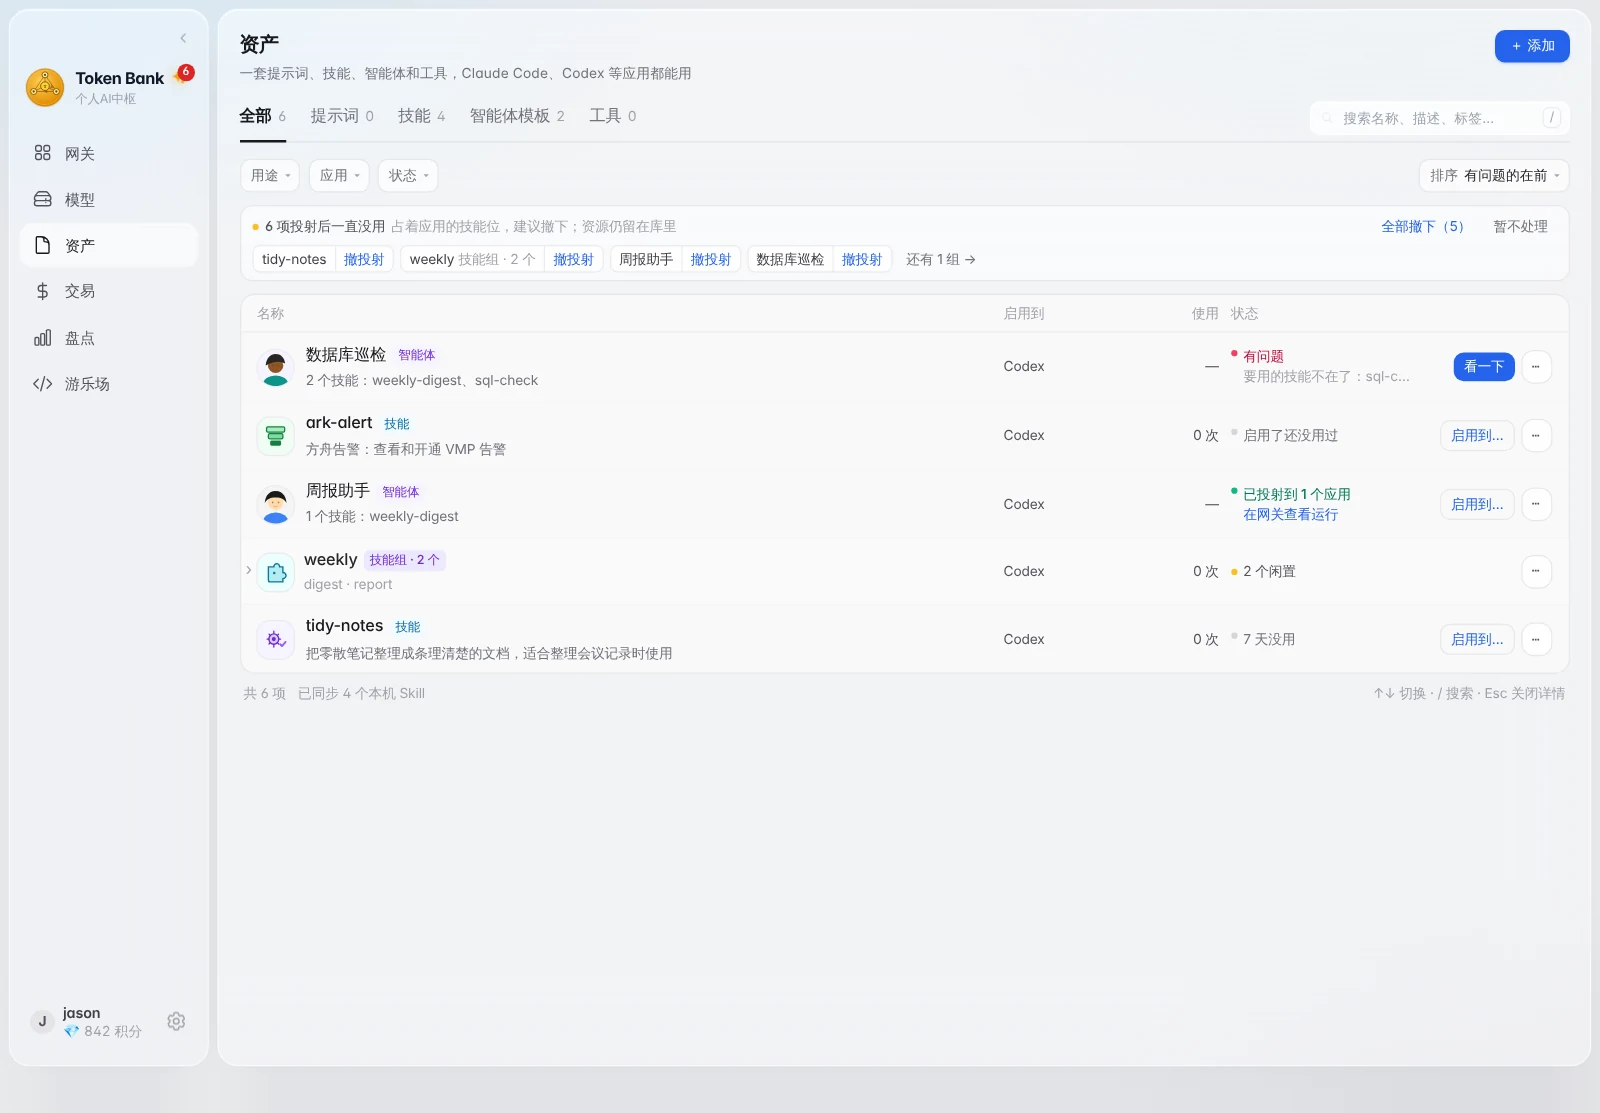 Token Bank
6
个人AI中枢
网关
模型
资产
交易
盘点
游乐场
J
jason
842 积分
资产
+ 添加
一套提示词、技能、智能体和工具，Claude Code、Codex 等应用都能用
全部 6 提示词 0 技能 4 智能体模板 2 工具 0
搜索名称、描述、标签... /
用途 应用 状态
排序 有问题的在前
6 项投射后一直没用 占着应用的技能位，建议撤下；资源仍留在库里
全部撤下（5） 暂不处理
tidy-notes 撤投射 weekly 技能组 · 2 个 撤投射 周报助手 撤投射 数据库巡检 撤投射 还有 1 组 →
名称 启用到 使用 状态
数据库巡检 智能体
2 个技能：weekly-digest、sql-check
Codex — 有问题
要用的技能不在了：sql-c...
看一下 ...
ark-alert 技能
方舟告警：查看和开通 VMP 告警
Codex 0 次 启用了还没用过 启用到... ...
周报助手 智能体
1 个技能：weekly-digest
Codex — 已投射到 1 个应用
在网关查看运行
启用到... ...
weekly 技能组 · 2 个
digest · report
Codex 0 次 2 个闲置 ...
tidy-notes 技能
把零散笔记整理成条理清楚的文档，适合整理会议记录时使用
Codex 0 次 7 天没用 启用到... ...
共 6 项 已同步 4 个本机 Skill
↑↓ 切换 · / 搜索 · Esc 关闭详情